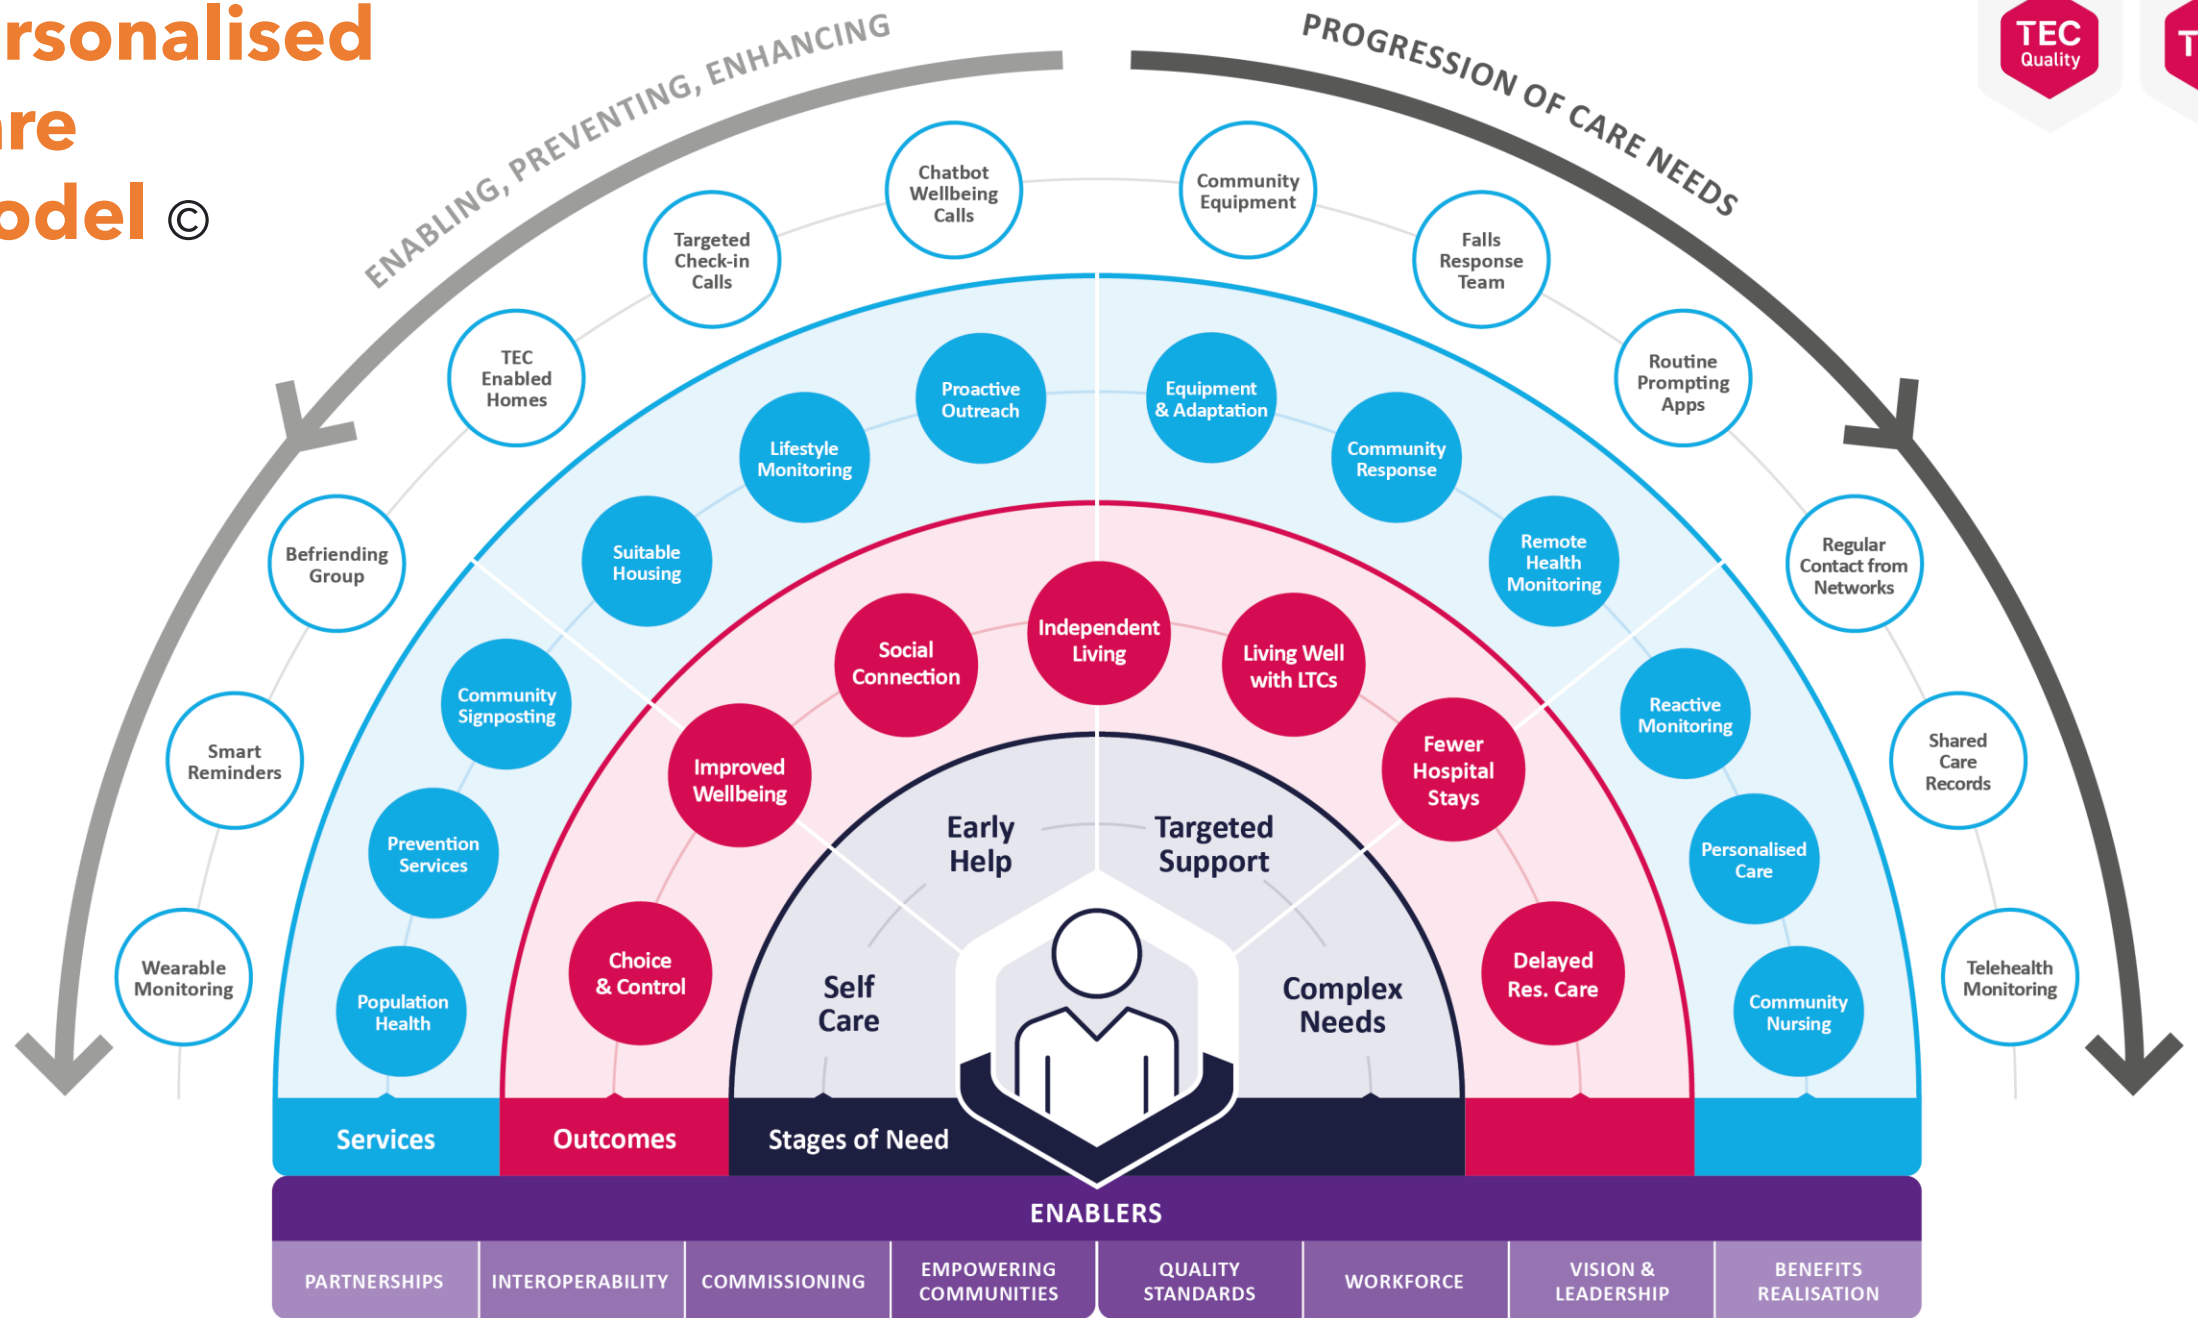 rsonalised
are
odel ©
ENABLING, PREVENTING, ENHANCING
PROGRESSION OF CARE NEEDS
TEC
Quality
T
Wearable
Monitoring
Smart
Reminders
Befriending
Group
TEC
Enabled
Homes
Targeted
Check-in
Calls
Chatbot
Wellbeing
Calls
Community
Equipment
Falls
Response
Team
Routine
Prompting
Apps
Regular
Contact from
Networks
Shared
Care
Records
Telehealth
Monitoring
Population
Health
Prevention
Services
Community
Signposting
Suitable
Housing
Lifestyle
Monitoring
Proactive
Outreach
Equipment
& Adaptation
Community
Response
Remote
Health
Monitoring
Reactive
Monitoring
Personalised
Care
Community
Nursing
Choice
& Control
Improved
Wellbeing
Social
Connection
Independent
Living
Living Well
with LTCs
Fewer
Hospital
Stays
Delayed
Res. Care
Self
Care
Early
Help
Targeted
Support
Complex
Needs
Services
Outcomes
Stages of Need
ENABLERS
PARTNERSHIPS
INTEROPERABILITY
COMMISSIONING
EMPOWERING
COMMUNITIES
QUALITY
STANDARDS
WORKFORCE
VISION &
LEADERSHIP
BENEFITS
REALISATION